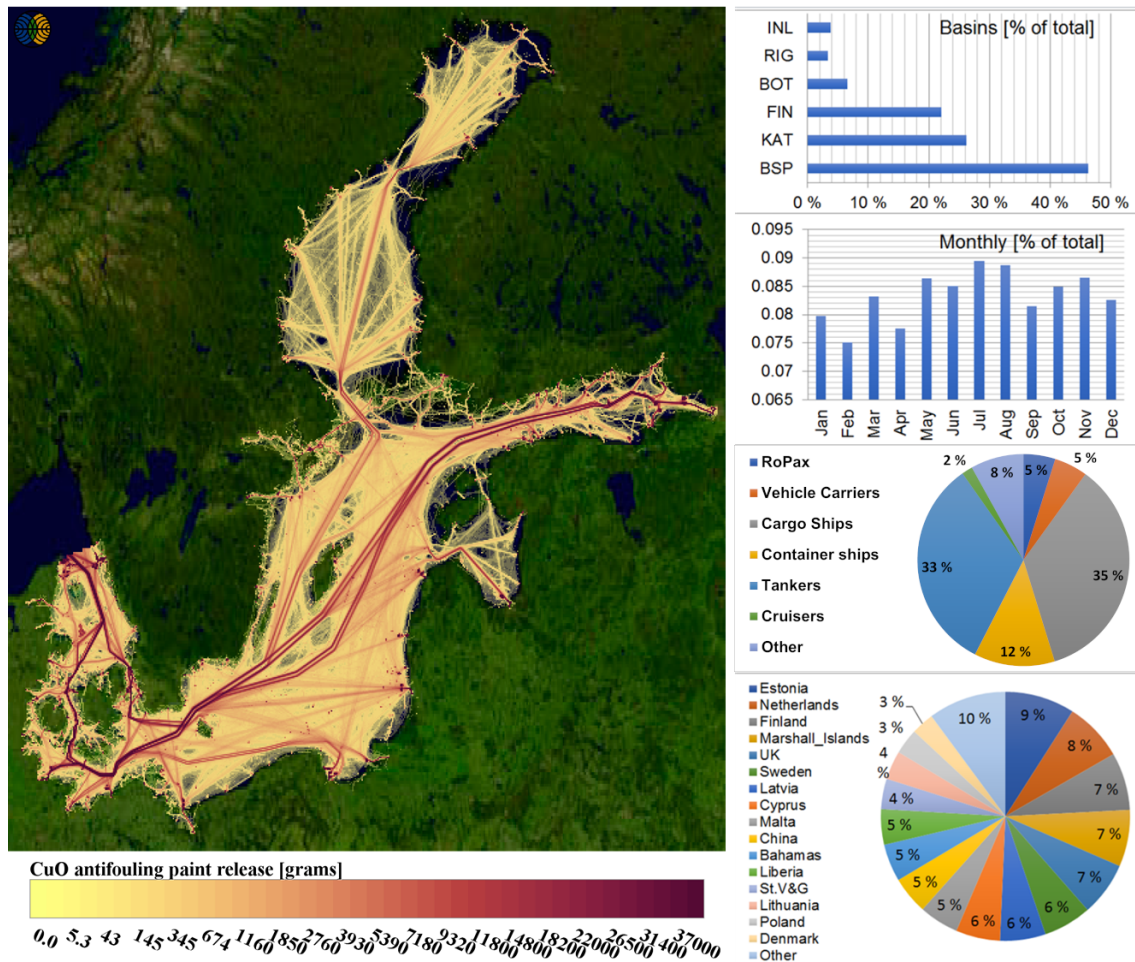 INL
RIG
BOT
FIN
KAT
BSP
Basins [% of total]
0 %
10 %
20 %
30 %
40 %
50 %
Monthly [% of total]
0.095
0.09
0.085
0.08
0.075
0.07
0.065
Jan
Feb
Mar
Apr
May
Jun
Jul
Aug
Sep
Oct
Nov
Dec
RoPax
Vehicle Carriers
Cargo Ships
Container ships
Tankers
Cruisers
Other
2 %
8 %
5 %
5 %
33 %
35 %
12 %
Estonia
Netherlands
Finland
Marshall_Islands
UK
Sweden
Latvia
Cyprus
Malta
China
Bahamas
Liberia
St.V&G
Lithuania
Poland
Denmark
Other
9 %
8 %
7 %
7 %
7 %
6 %
6 %
6 %
5 %
5 %
5 %
5 %
4 %
4
%
3 %
3 %
10 %
CuO antifouling paint release [grams]
0.0
5.3
43
145
345
674
1160
1850
2760
3930
5390
7180
9320
11800
14800
18200
22000
26500
31400
37000